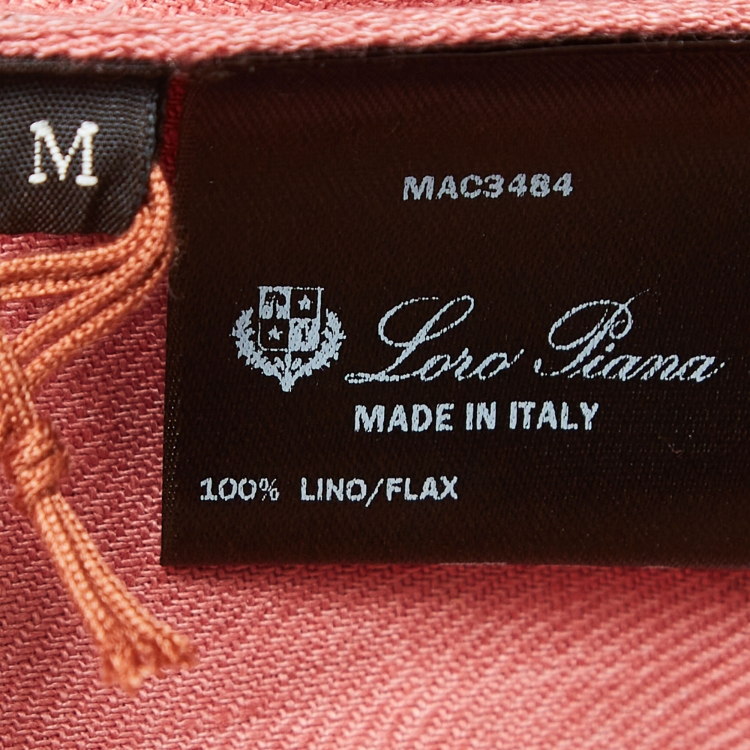 M
MAC3484
Loro Piana
MADE IN ITALY
100% LINO/FLAX